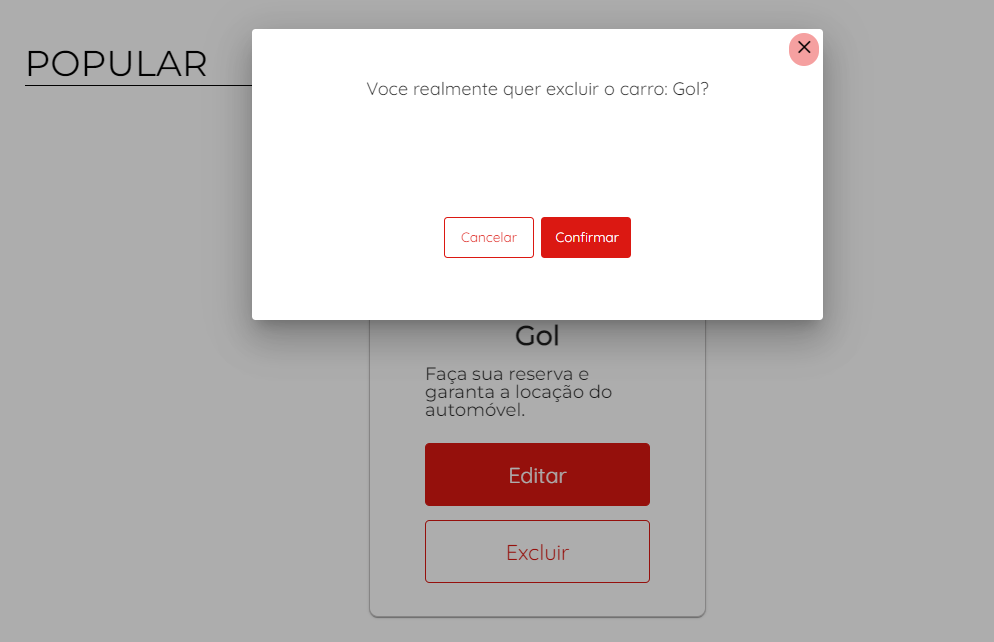 POPULAR
Voce realmente quer excluir o carro: Gol?
Cancelar Confirmar
Gol
Faça sua reserva e
garanta a locação do
automóvel.
Editar
Excluir